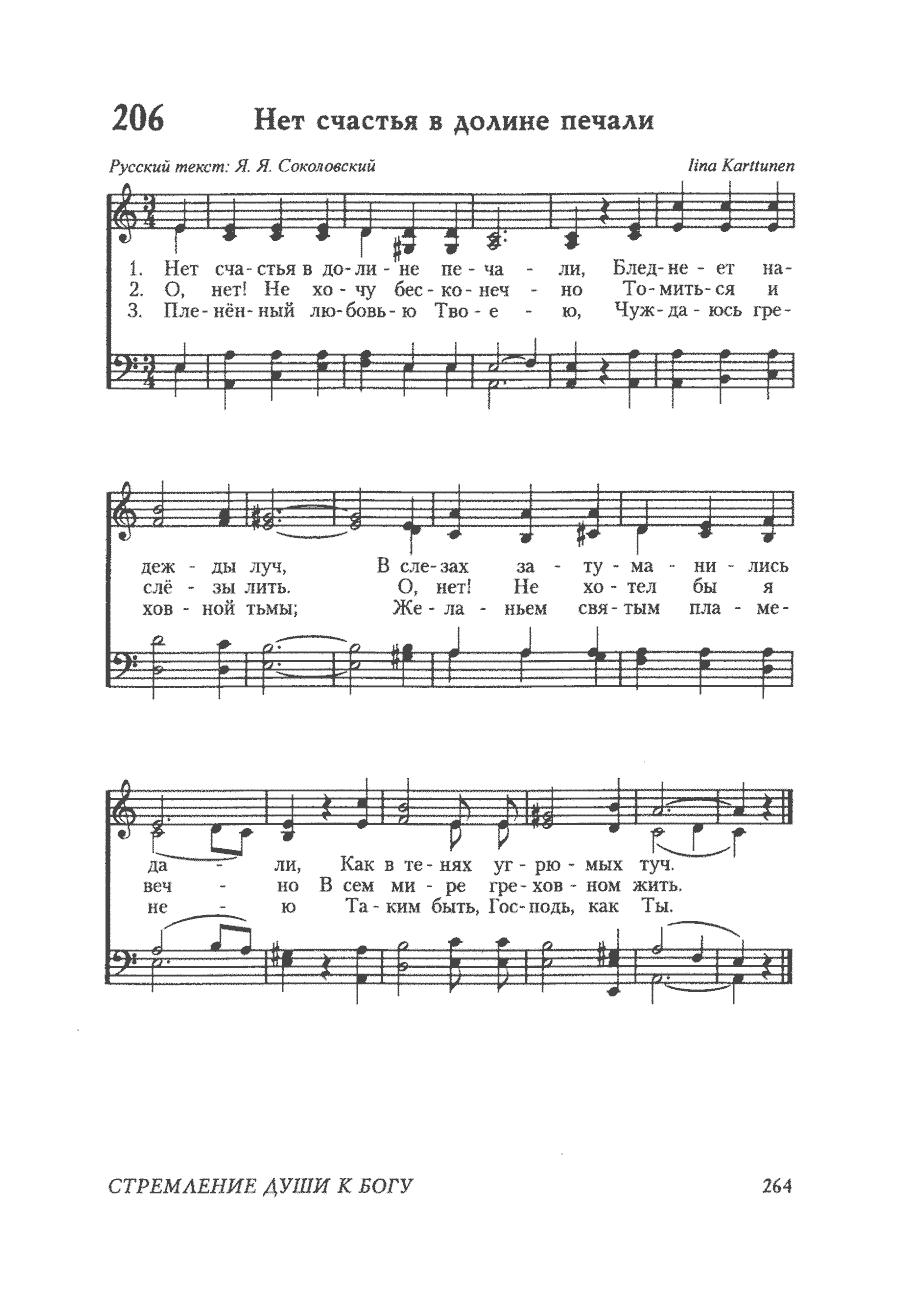 206 Нет счастья в долине печали
Русский текст: Я. Я. Соколовский Iina Karttunen
1. Нет сча-стья в до-ли-не пе-ча - ли, Блед-не-ет на-
2. О, нет! Не хо-чу бес-ко-неч - но То-мить-ся и
3. Пле-нён-ный лю-бовь-ю Тво-е - ю, Чуж-да-юсь гре-
деж - ды луч, В сле-зах за - ту-ма - ни - лись
слё - зы лить. О, нет! Не хо-тел бы я
хов - ной тьмы; Же-ла - ньем свя-тым пла - ме-
да - ли, Как в те-нях уг-рю-мых туч.
веч - но В сем ми - ре гре-хов-ном жить.
не - ю Та-ким быть, Гос-подь, как Ты.
СТРЕМЛЕНИЕ ДУШИ К БОГУ 264